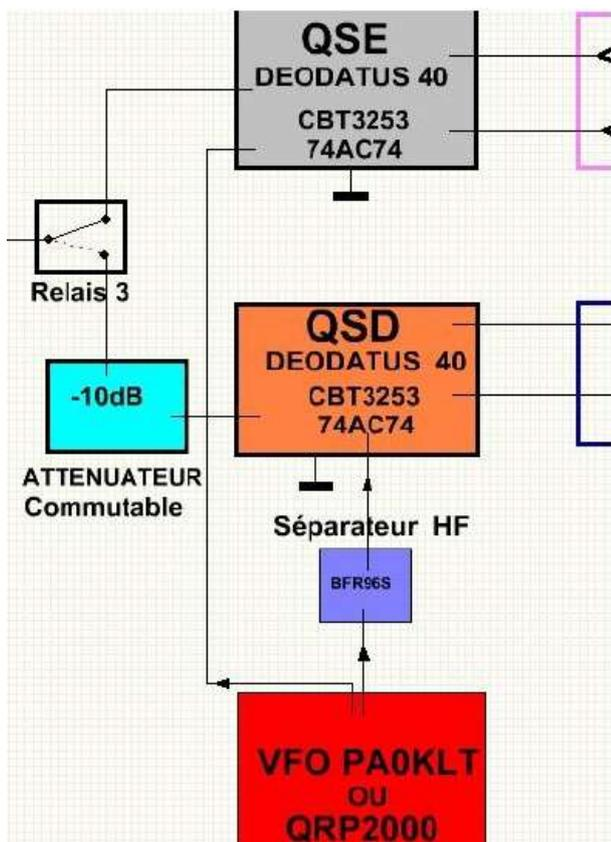 QSE
DEODATUS 40
CBT3253
74AC74
Relais 3
QSD
DEODATUS 40
CBT3253
74AC74
-10dB
ATTENUATEUR
Commutable
Séparateur HF
BFR96S
VFO PA0KLT
OU
QRP2000